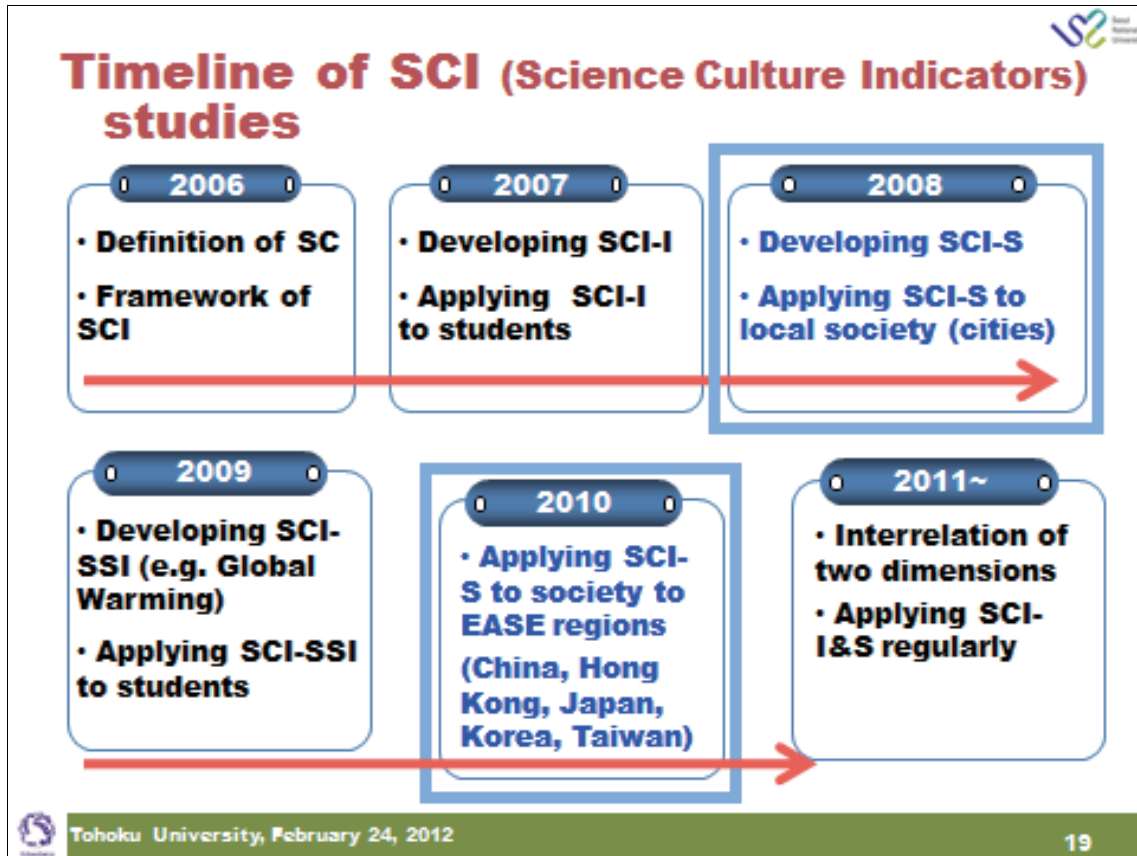 Seoul
National
University
Timeline of SCI (Science Culture Indicators)
studies
2006
• Definition of SC
• Framework of
SCI
2007
• Developing SCI-I
• Applying SCI-I
to students
2008
• Developing SCI-S
• Applying SCI-S to
local society (cities)
2009
• Developing SCI-
SSI (e.g. Global
Warming)
• Applying SCI-SSI
to students
2010
• Applying SCI-
S to society to
EASE regions
(China, Hong
Kong, Japan,
Korea, Taiwan)
2011~
• Interrelation of
two dimensions
• Applying SCI-
I&S regularly
Tohoku University, February 24, 2012
19